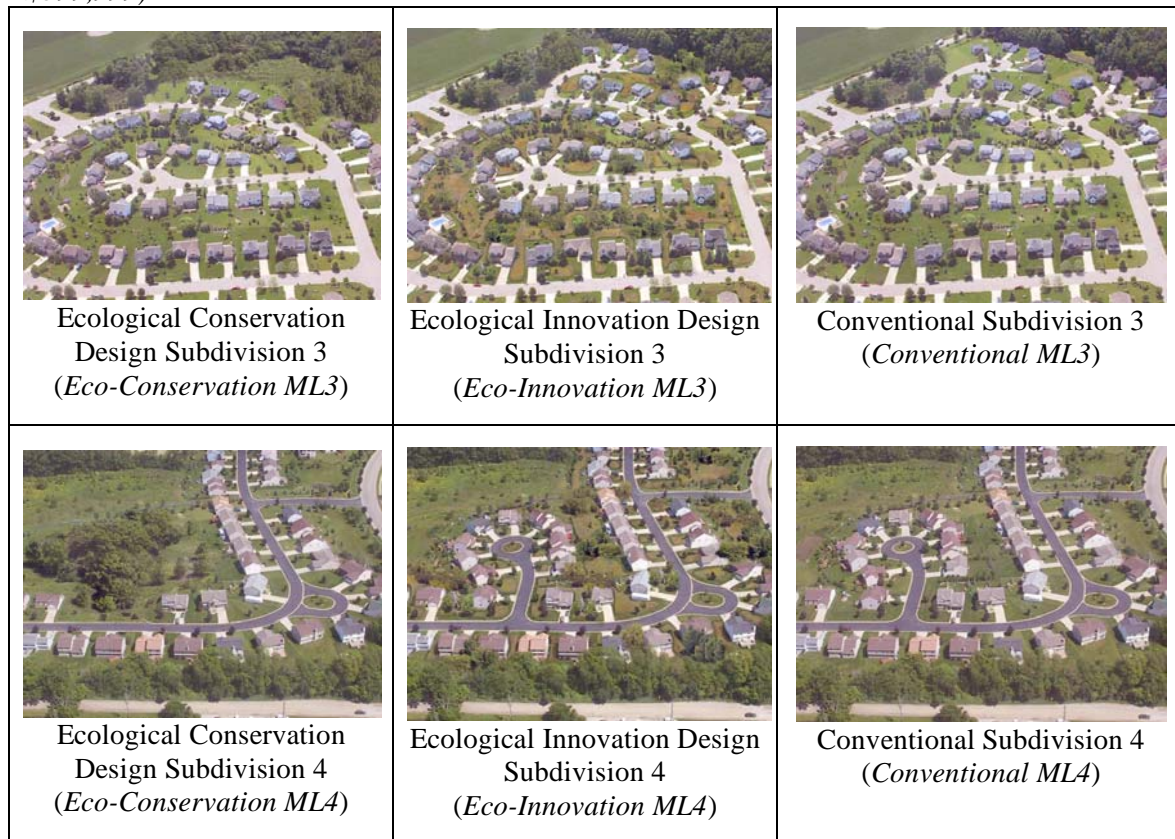 Ecological Conservation
Design Subdivision 3
(Eco-Conservation ML3)
Ecological Innovation Design
Subdivision 3
(Eco-Innovation ML3)
Conventional Subdivision 3
(Conventional ML3)
Ecological Conservation
Design Subdivision 4
(Eco-Conservation ML4)
Ecological Innovation Design
Subdivision 4
(Eco-Innovation ML4)
Conventional Subdivision 4
(Conventional ML4)